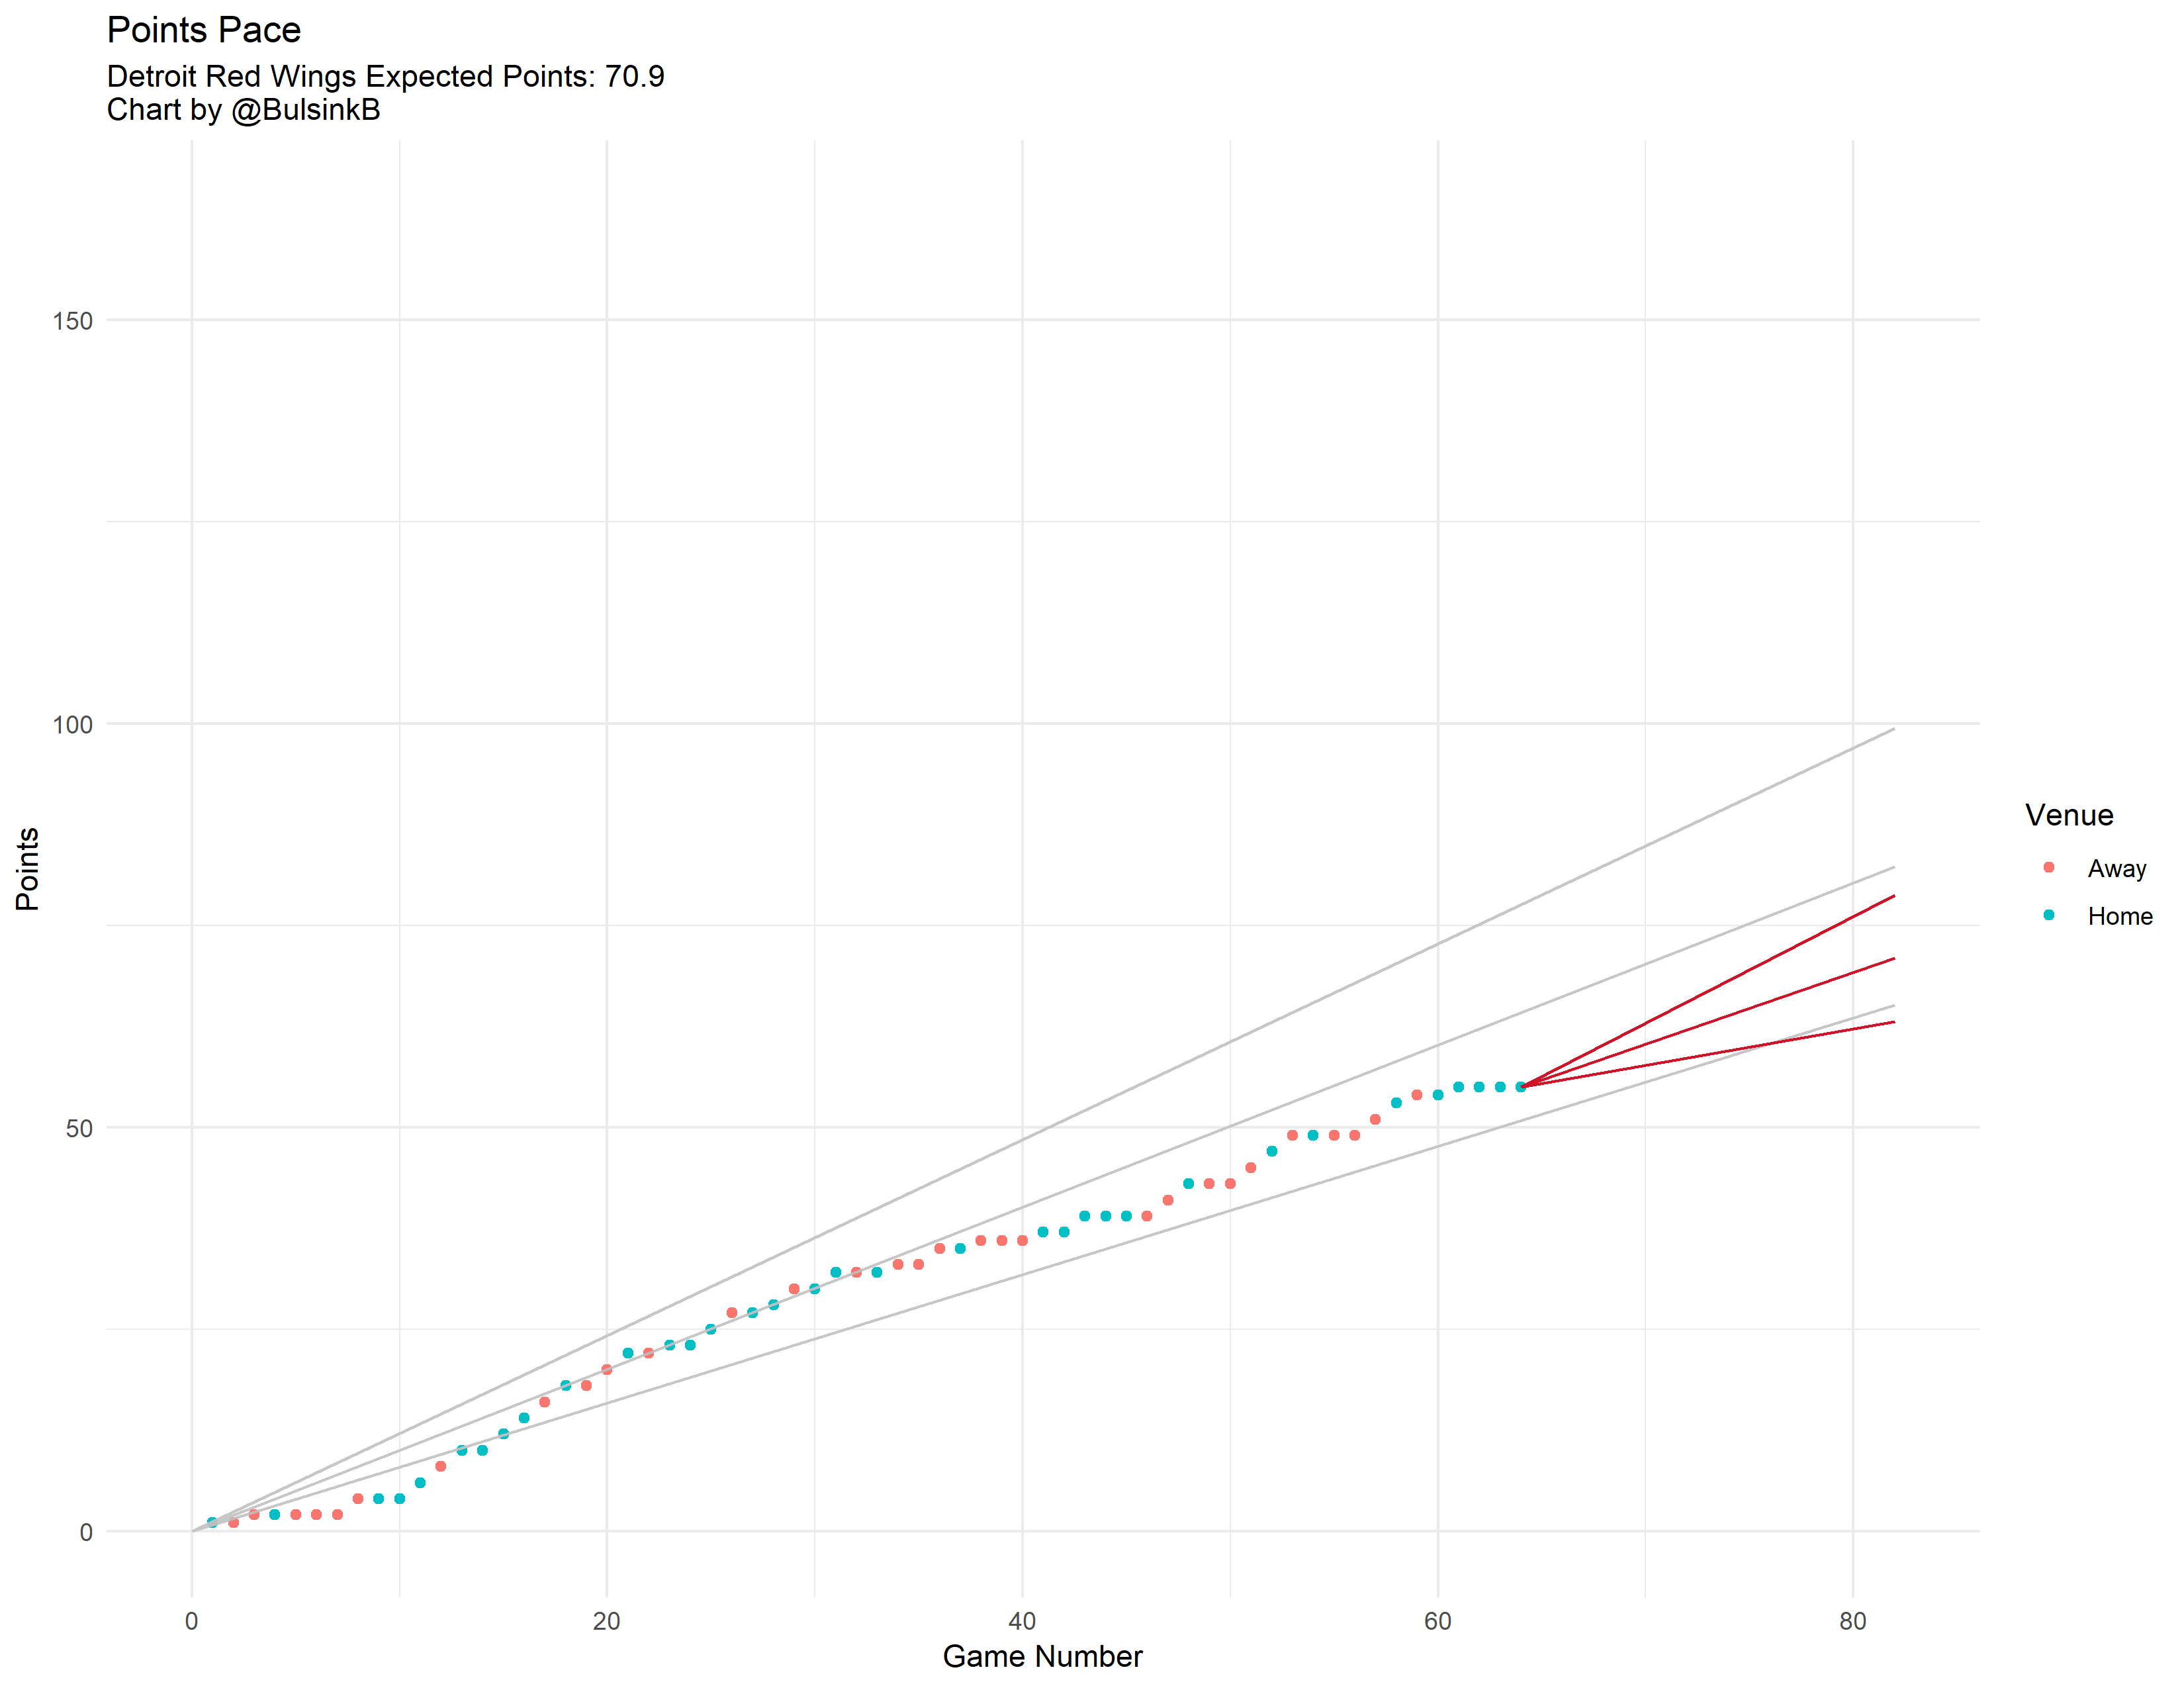 Points Pace
Detroit Red Wings Expected Points: 70.9
Chart by @BulsinkB
150
100
50
0
Points
0 20 40 60 80
Game Number
Venue
Away
Home